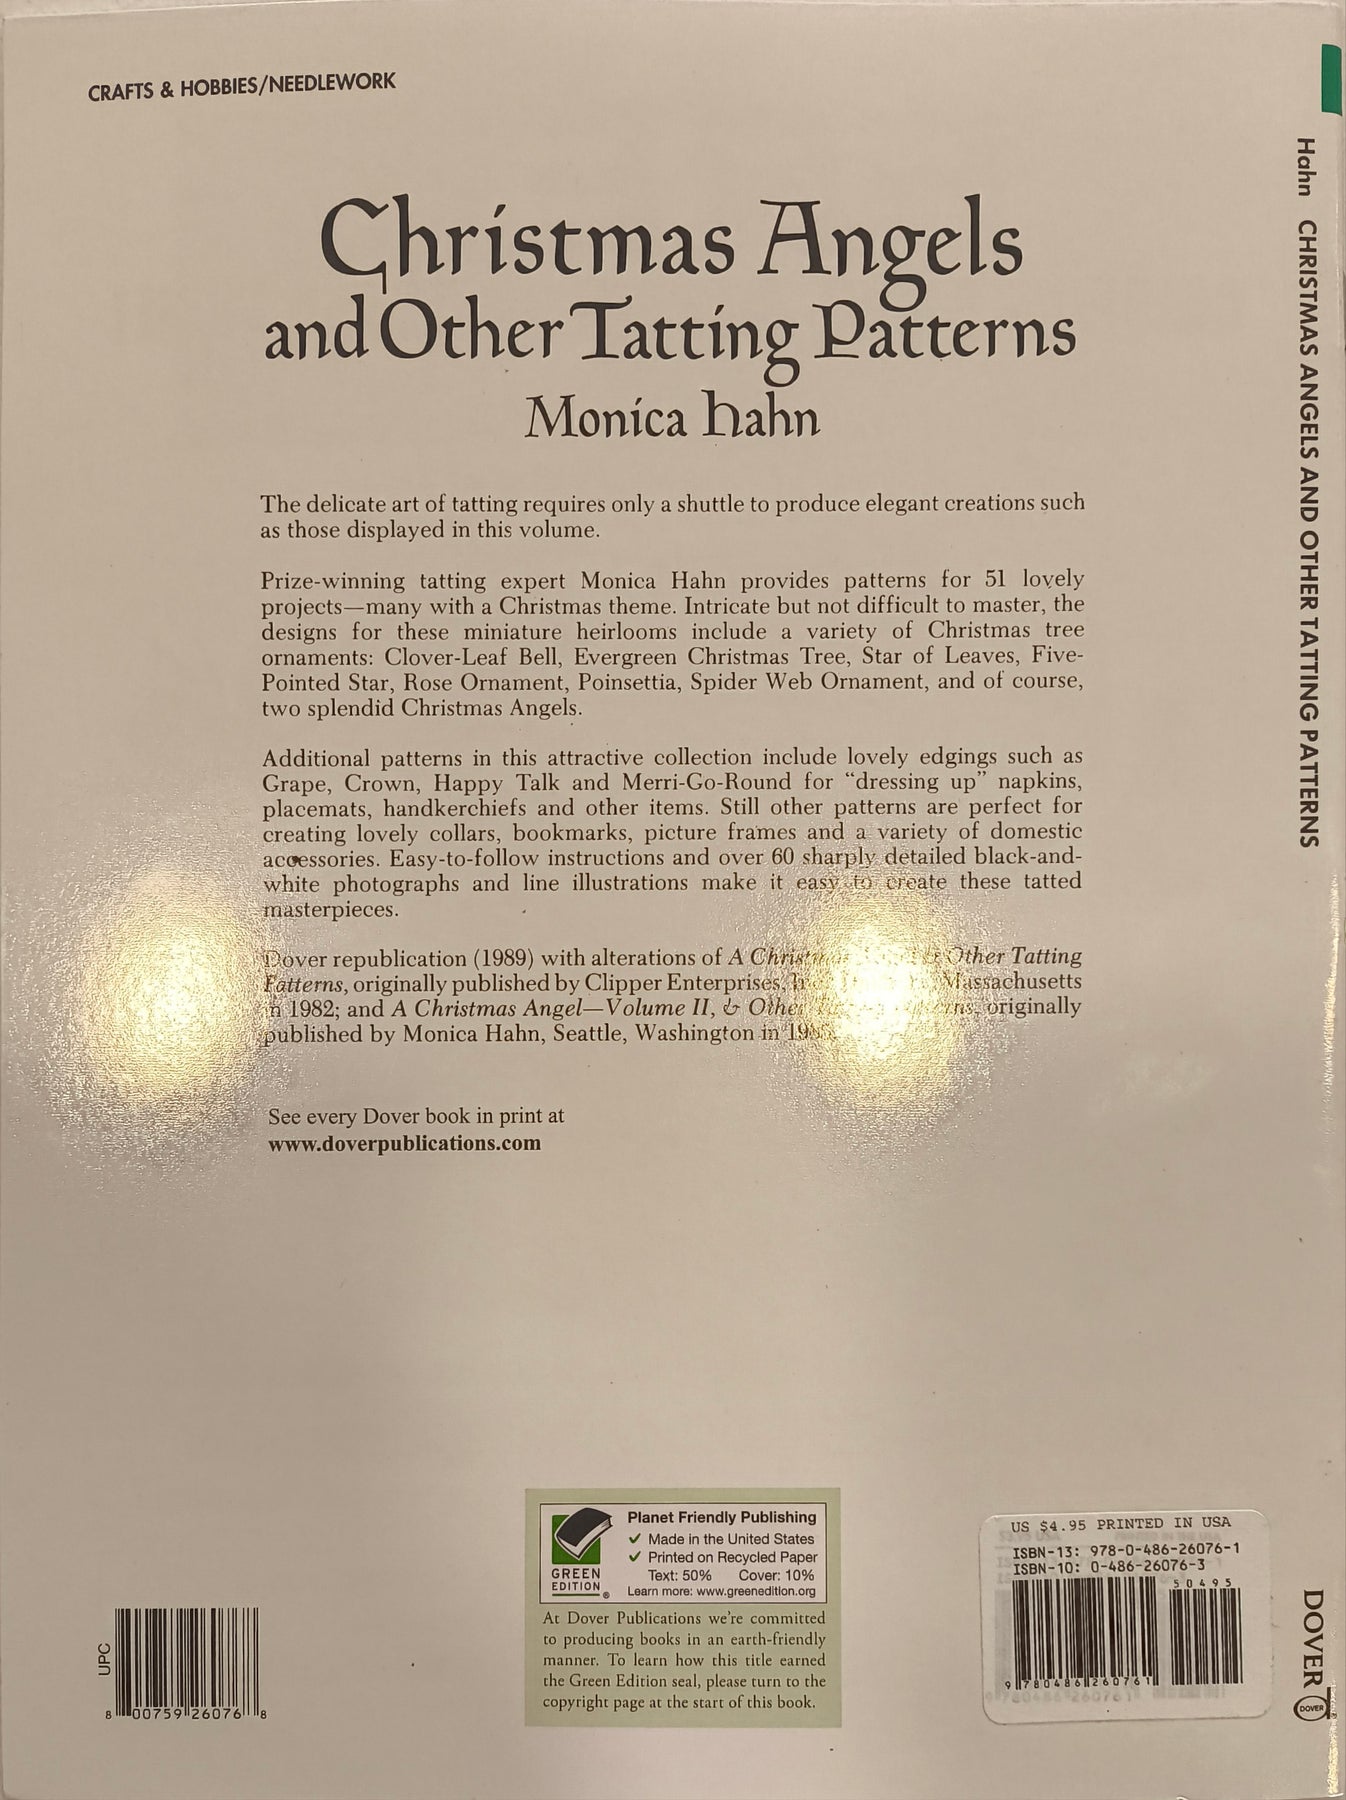 CRAFTS & HOBBIES/NEEDLEWORK
Christmas Angels
and Other Tatting Patterns
Monica Hahn
The delicate art of tatting requires only a shuttle to produce elegant creations such
as those displayed in this volume.
Prize-winning tatting expert Monica Hahn provides patterns for 51 lovely
projects—many with a Christmas theme. Intricate but not difficult to master, the
designs for these miniature heirlooms include a variety of Christmas tree
ornaments: Clover-Leaf Bell, Evergreen Christmas Tree, Star of Leaves, Five-
Pointed Star, Rose Ornament, Poinsettia, Spider Web Ornament, and of course,
two splendid Christmas Angels.
Additional patterns in this attractive collection include lovely edgings such as
Grape, Crown, Happy Talk and Merri-Go-Round for “dressing up” napkins,
placemats, handkerchiefs and other items. Still other patterns are perfect for
creating lovely collars, bookmarks, picture frames and a variety of domestic
accessories. Easy-to-follow instructions and over 60 sharply detailed black-and-
white photographs and line illustrations make it easy to create these tatted
masterpieces.
Dover republication (1989) with alterations of A Other Tatting
Patterns, originally published by Clipper Enterprises, Massachusetts
in 1982; and A Christmas Angel—Volume II, & Other originally
published by Monica Hahn, Seattle, Washington in
See every Dover book in print at
www.doverpublications.com
UPC
8 00759 26076 8
GREEN
EDITION®
Planet Friendly Publishing
✓ Made in the United States
✓ Printed on Recycled Paper
Text: 50% Cover: 10%
Learn more: www.greenedition.org
At Dover Publications we're committed
to producing books in an earth-friendly
manner. To learn how this title earned
the Green Edition seal, please turn to the
copyright page at the start of this book.
US $4.95 PRINTED IN USA
ISBN-13: 978-0-486-26076-1
ISBN-10: 0-486-26076-3
50495
9 780486 260761
Hahn CHRISTMAS ANGELS AND OTHER TATTING PATTERNS
DOVER
DOVER